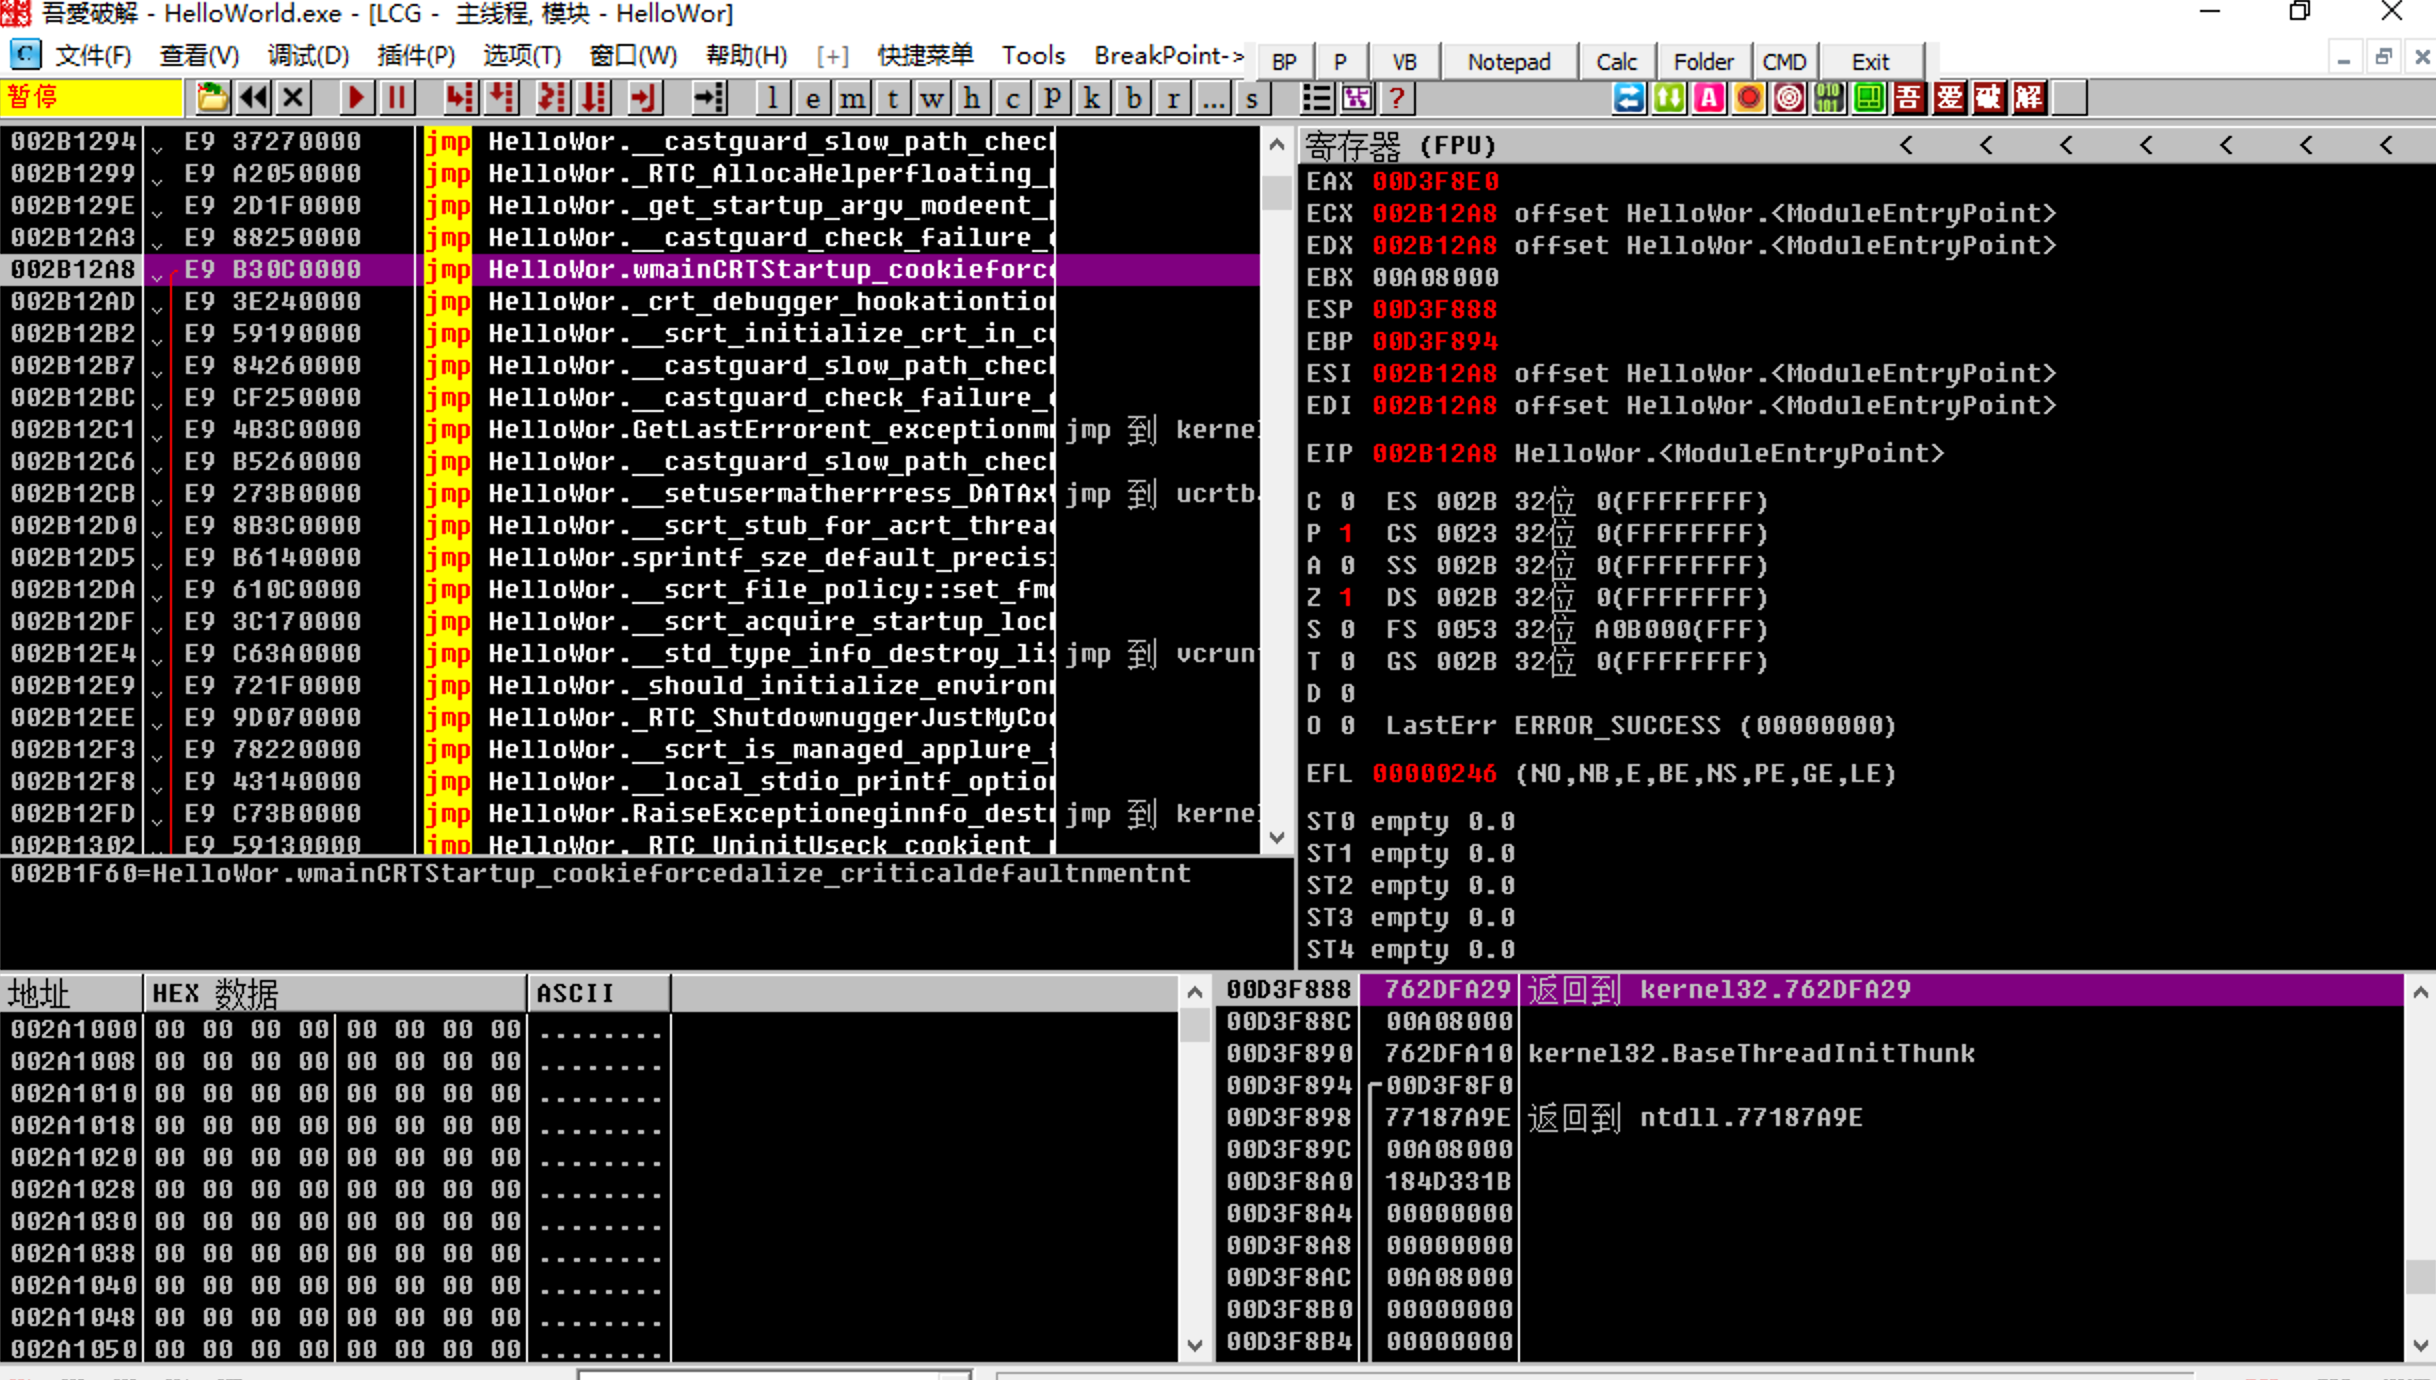 吾愛破解 - HelloWorld.exe - [LCG -  主线程, 模块 - HelloWor]
文件(F) 查看(V) 调试(D) 插件(P) 选项(T) 窗口(W) 帮助(H) [+] 快捷菜单 Tools BreakPoint-> BP P VB Notepad Calc Folder CMD Exit
暂停 l e m t w h c P k b r ... s ? A 吾 爱 破 解
002B1294 E9 37270000 jmp HelloWor.__castguard_slow_path_chec
002B1299 E9 A2050000 jmp HelloWor._RTC_AllocaHelperfloating_
002B129E E9 2D1F0000 jmp HelloWor._get_startup_argv_modeent_
002B12A3 E9 88250000 jmp HelloWor.__castguard_check_failure_
002B12A8 E9 B30C0000 jmp HelloWor.wmainCRTStartup_cookieforc
002B12AD E9 3E240000 jmp HelloWor._crt_debugger_hookationtio
002B12B2 E9 59190000 jmp HelloWor.__scrt_initialize_crt_in_c
002B12B7 E9 84260000 jmp HelloWor.__castguard_slow_path_chec
002B12BC E9 CF250000 jmp HelloWor.__castguard_check_failure_
002B12C1 E9 4B3C0000 jmp HelloWor.GetLastErrorent_exceptionm jmp 到 kerne
002B12C6 E9 B5260000 jmp HelloWor.__castguard_slow_path_chec
002B12CB E9 273B0000 jmp HelloWor.__setusermatherrress_DATAx jmp 到 ucrtb
002B12D0 E9 8B3C0000 jmp HelloWor.__scrt_stub_for_acrt_threa
002B12D5 E9 B6140000 jmp HelloWor.sprintf_sze_default_precis
002B12DA E9 610C0000 jmp HelloWor.__scrt_file_policy::set_fm
002B12DF E9 3C170000 jmp HelloWor.__scrt_acquire_startup_loc
002B12E4 E9 C63A0000 jmp HelloWor.__std_type_info_destroy_li jmp 到 vcrun
002B12E9 E9 721F0000 jmp HelloWor._should_initialize_environ
002B12EE E9 9D070000 jmp HelloWor._RTC_ShutdownuggerJustMyCo
002B12F3 E9 78220000 jmp HelloWor.__scrt_is_managed_applure_
002B12F8 E9 43140000 jmp HelloWor.__local_stdio_printf_optio
002B12FD E9 C73B0000 jmp HelloWor.RaiseExceptioneginnfo_dest jmp 到 kerne
002B1302 E9 59130000 jmp HelloWor._RTC_UninitUseck_cookient_
002B1F60=HelloWor.wmainCRTStartup_cookieforcedalize_criticaldefaultnmentnt
寄存器 (FPU) < < < < < < <
EAX 00D3F8E0
ECX 002B12A8 offset HelloWor.<ModuleEntryPoint>
EDX 002B12A8 offset HelloWor.<ModuleEntryPoint>
EBX 00A08000
ESP 00D3F888
EBP 00D3F894
ESI 002B12A8 offset HelloWor.<ModuleEntryPoint>
EDI 002B12A8 offset HelloWor.<ModuleEntryPoint>
EIP 002B12A8 HelloWor.<ModuleEntryPoint>
C 0 ES 002B 32位 0(FFFFFFFF)
P 1 CS 0023 32位 0(FFFFFFFF)
A 0 SS 002B 32位 0(FFFFFFFF)
Z 1 DS 002B 32位 0(FFFFFFFF)
S 0 FS 0053 32位 A0B000(FFF)
T 0 GS 002B 32位 0(FFFFFFFF)
D 0
O 0 LastErr ERROR_SUCCESS (00000000)
EFL 00000246 (NO,NB,E,BE,NS,PE,GE,LE)
ST0 empty 0.0
ST1 empty 0.0
ST2 empty 0.0
ST3 empty 0.0
ST4 empty 0.0
地址 HEX 数据 ASCII
002A1000 00 00 00 00 00 00 00 00 ........
002A1008 00 00 00 00 00 00 00 00 ........
002A1010 00 00 00 00 00 00 00 00 ........
002A1018 00 00 00 00 00 00 00 00 ........
002A1020 00 00 00 00 00 00 00 00 ........
002A1028 00 00 00 00 00 00 00 00 ........
002A1030 00 00 00 00 00 00 00 00 ........
002A1038 00 00 00 00 00 00 00 00 ........
002A1040 00 00 00 00 00 00 00 00 ........
002A1048 00 00 00 00 00 00 00 00 ........
002A1050 00 00 00 00 00 00 00 00 ........
00D3F888 762DFA29 返回到 kernel32.762DFA29
00D3F88C 00A08000
00D3F890 762DFA10 kernel32.BaseThreadInitThunk
00D3F894 00D3F8F0
00D3F898 77187A9E 返回到 ntdll.77187A9E
00D3F89C 00A08000
00D3F8A0 184D331B
00D3F8A4 00000000
00D3F8A8 00000000
00D3F8AC 00A08000
00D3F8B0 00000000
00D3F8B4 00000000